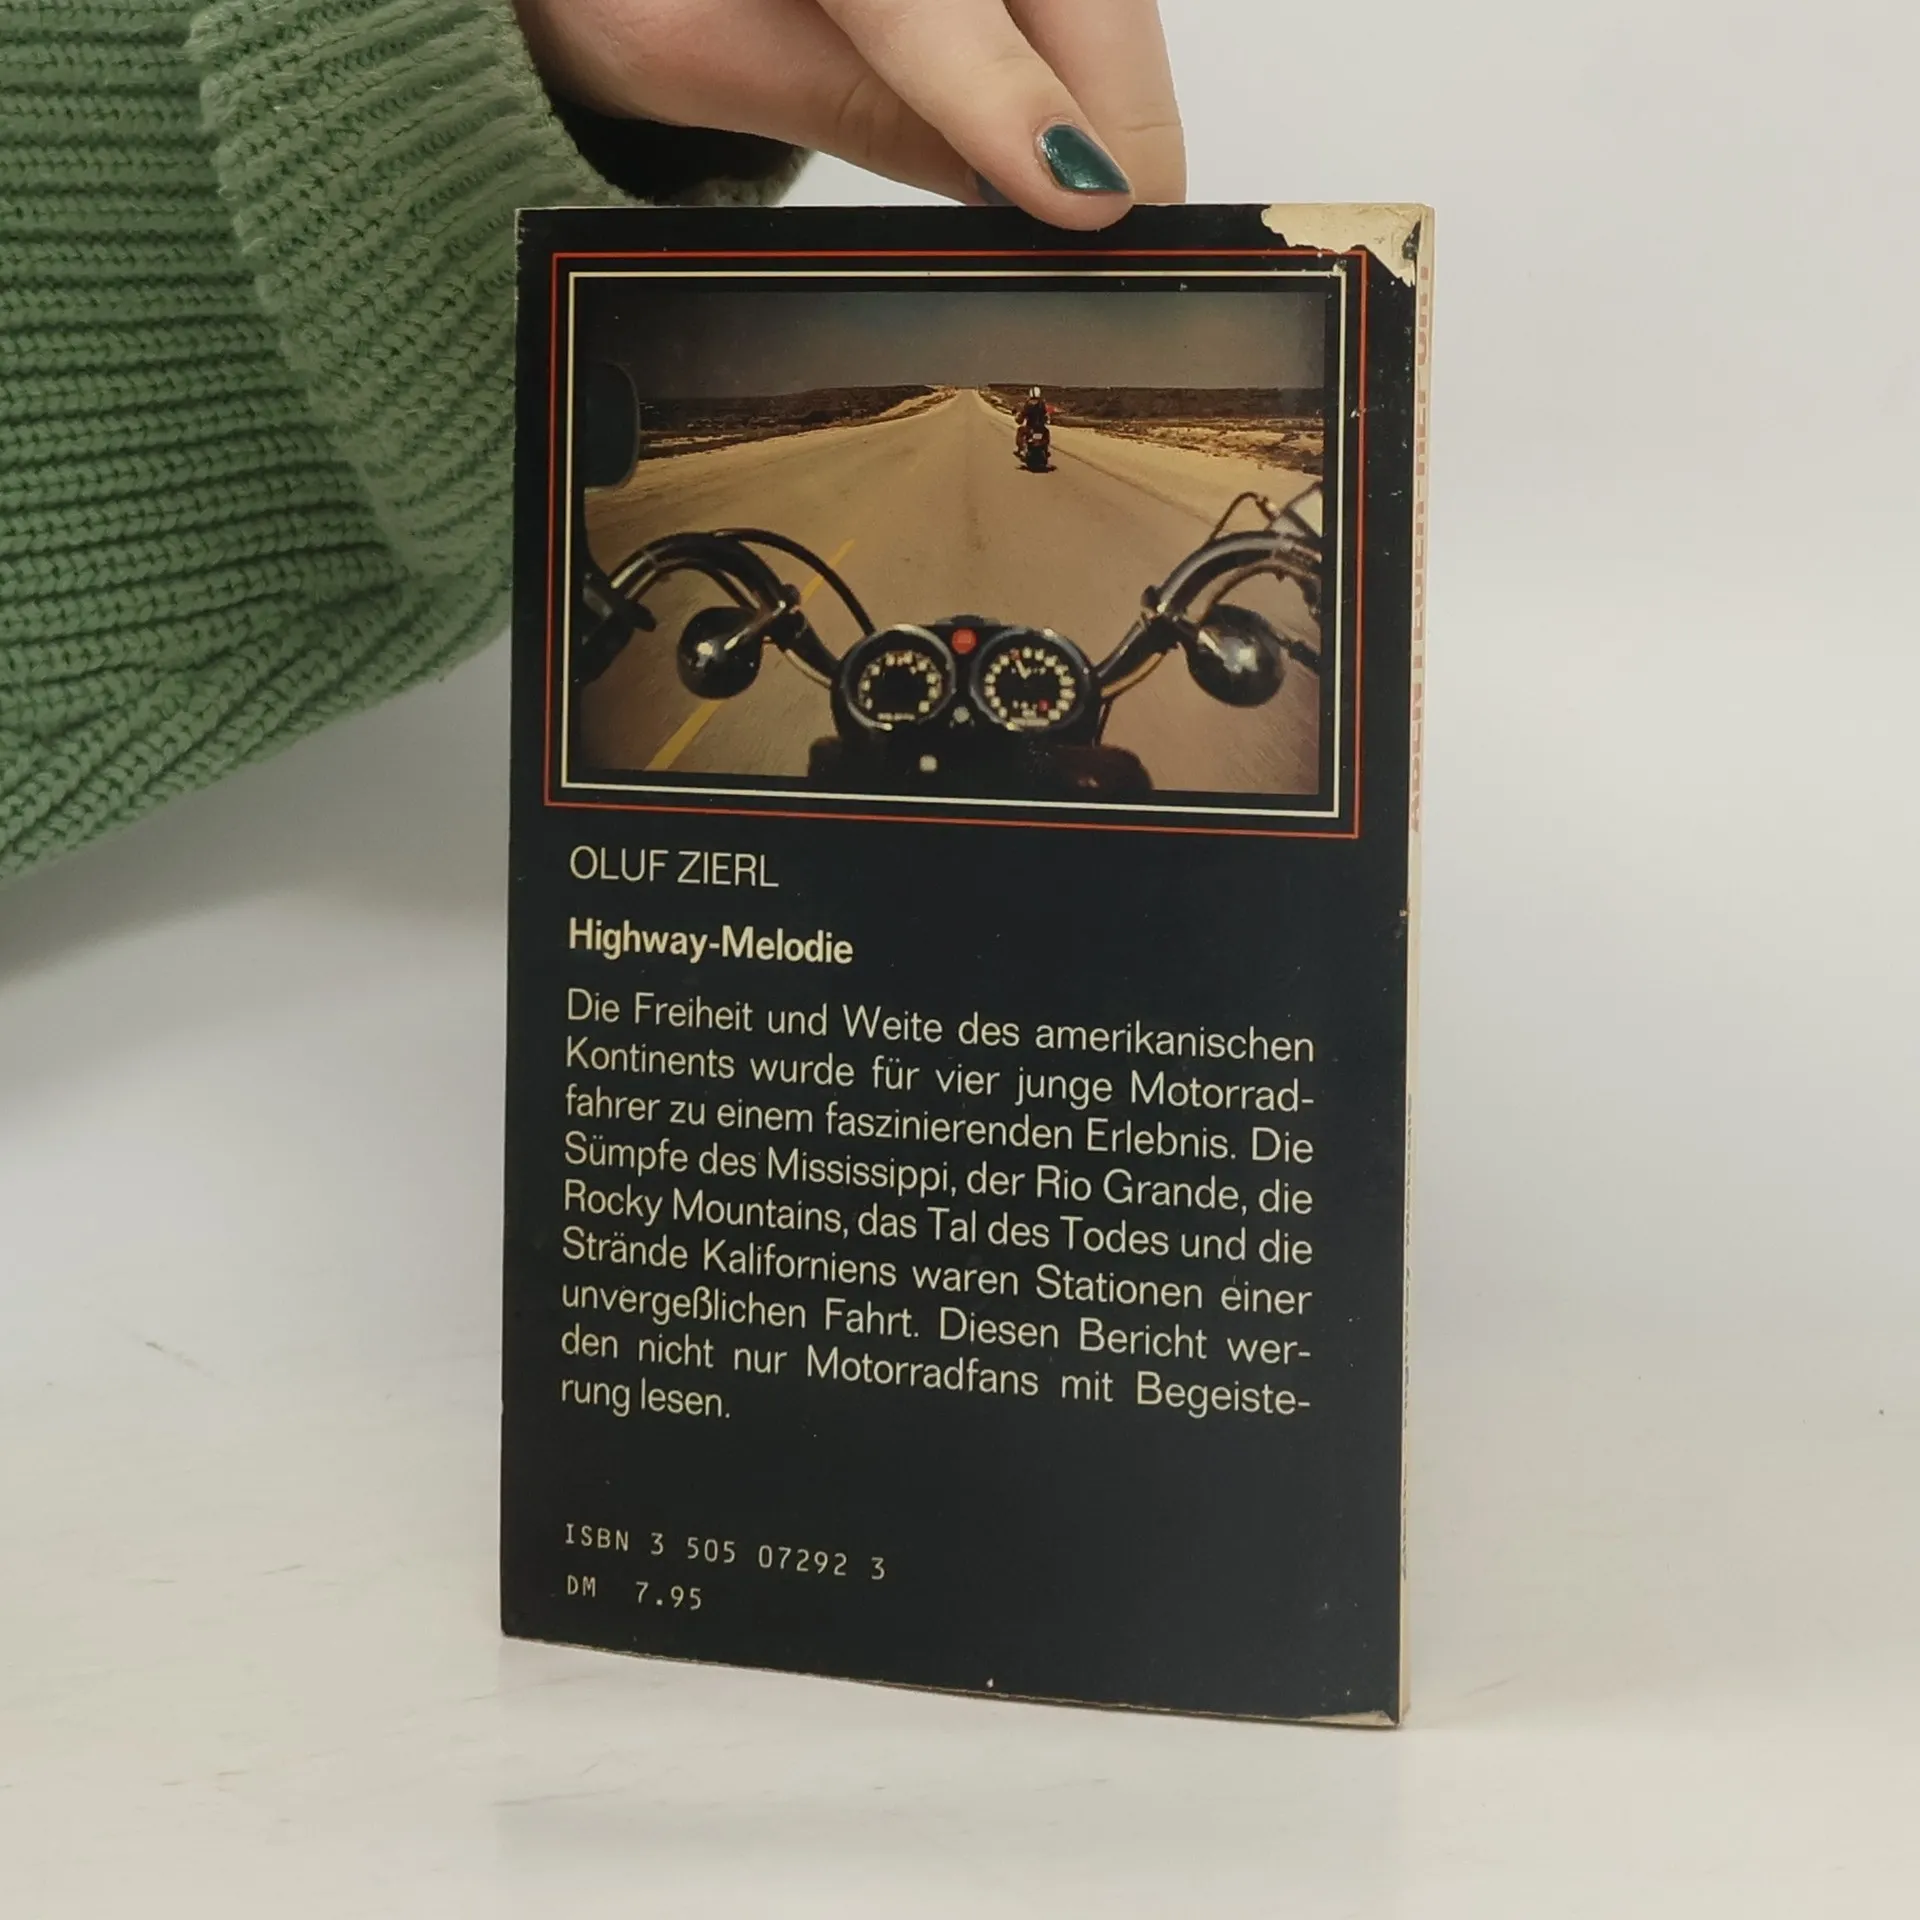 OLUF ZIERL
Highway-Melodie
Die Freiheit und Weite des amerikanischen
Kontinents wurde für vier junge Motorrad-
fahrer zu einem faszinierenden Erlebnis. Die
Sümpfe des Mississippi, der Rio Grande, die
Rocky Mountains, das Tal des Todes und die
Strände Kaliforniens waren Stationen einer
unvergeßlichen Fahrt. Diesen Bericht wer-
den nicht nur Motorradfans mit Begeiste-
rung lesen.
ISBN 3 505 07292 3
DM 7.95